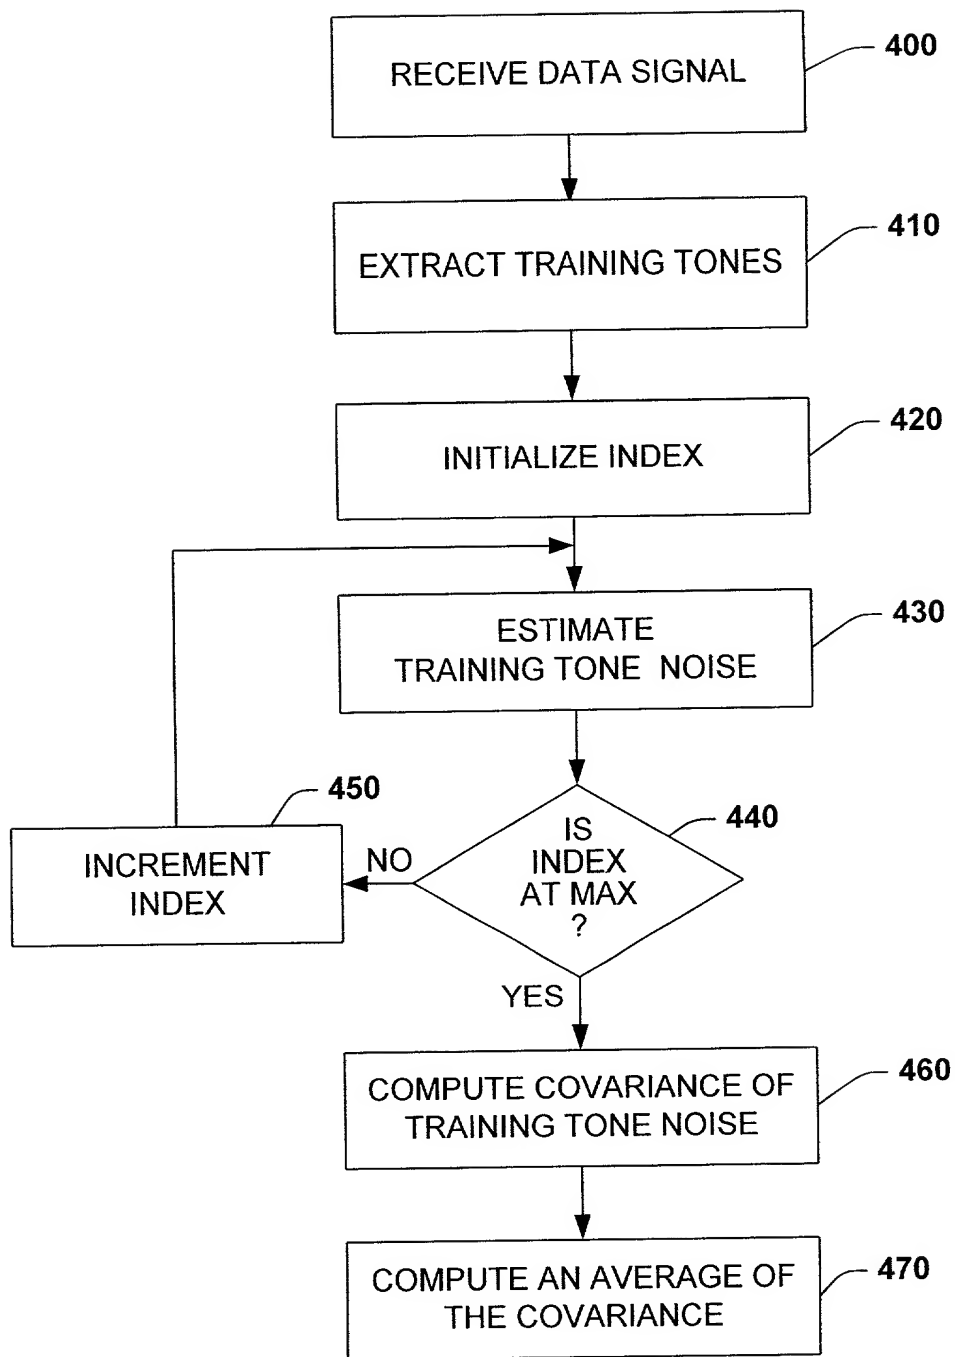 RECEIVE DATA SIGNAL
400
EXTRACT TRAINING TONES
410
INITIALIZE INDEX
420
ESTIMATE
TRAINING TONE NOISE
430
IS
INDEX
AT MAX
?
440
NO
450
INCREMENT
INDEX
YES
COMPUTE COVARIANCE OF
TRAINING TONE NOISE
460
COMPUTE AN AVERAGE OF
THE COVARIANCE
470